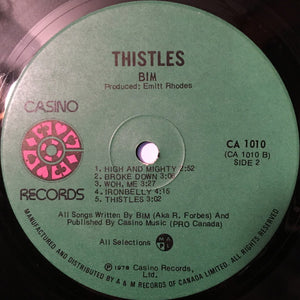 THISTLES
BIM
Produced: Emitt Rhodes
CASINO
RECORDS
CA 1010
(CA 1010 B)
SIDE 2
1. HIGH AND MIGHTY 2:52
2. BROKE DOWN 3:06
3. WOH, ME 3:27
4. IRONBELLY 4:15
5. THISTLES 3:02
All Songs Written By BIM (Aka R. Forbes) And
Published By Casino Music (PRO Canada)
All Selections
℗ 1978 Casino Records,
Ltd.
MANUFACTURED AND DISTRIBUTED BY A & M RECORDS OF CANADA LIMITED. ALL RIGHTS RESERVED